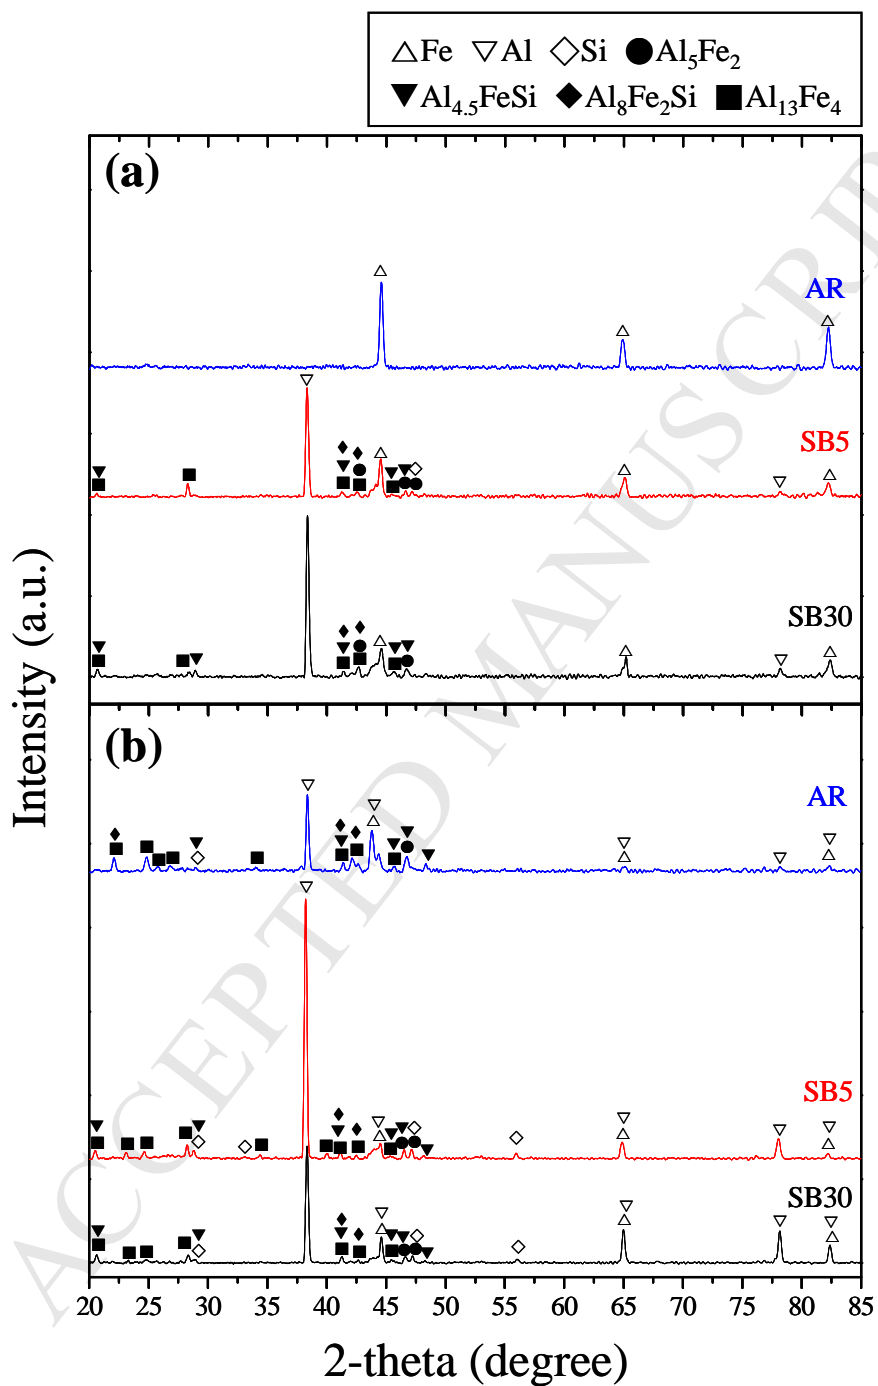 △Fe ▽Al ◇Si ●Al₅Fe₂
▼Al₄.₅FeSi ◆Al₈Fe₂Si ■Al₁₃Fe₄
(a)
AR
SB5
SB30
(b)
AR
SB5
SB30
Intensity (a.u.)
20 25 30 35 40 45 50 55 60 65 70 75 80 85
2-theta (degree)
ACCEPTED MANUSCRIP